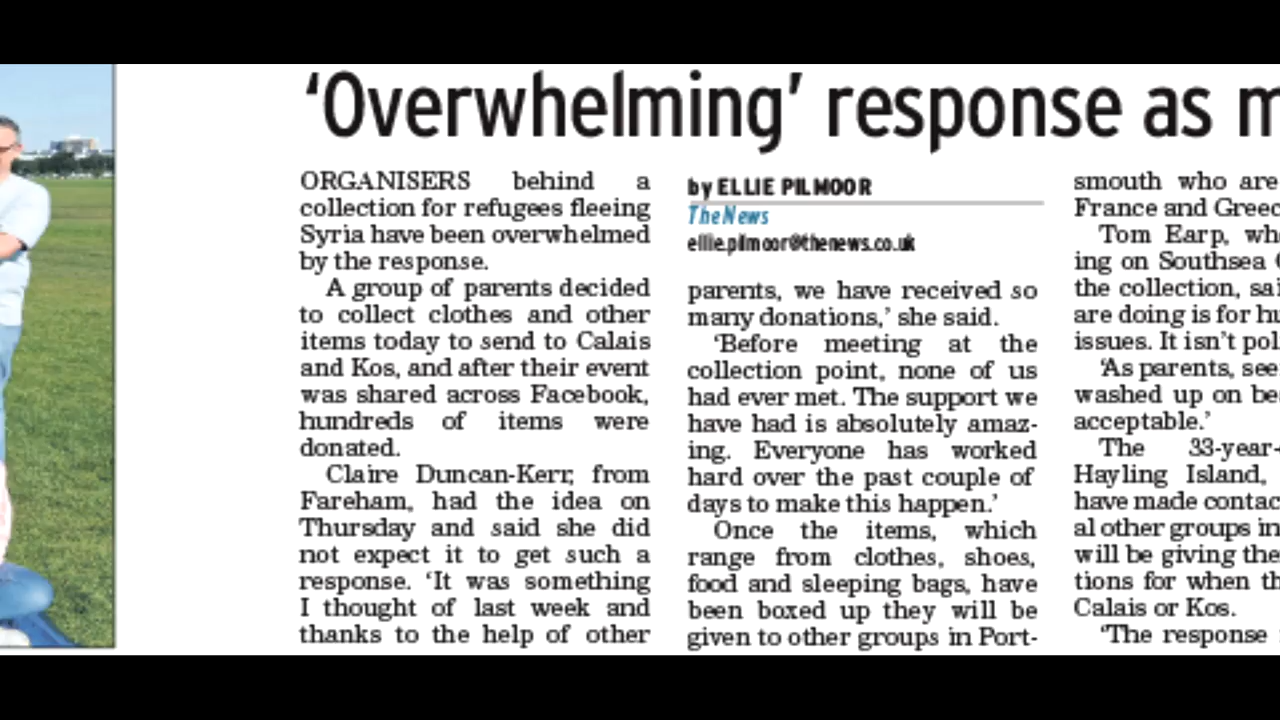 ‘Overwhelming’ response as m
ORGANISERS behind a
collection for refugees fleeing
Syria have been overwhelmed
by the response.
A group of parents decided
to collect clothes and other
items today to send to Calais
and Kos, and after their event
was shared across Facebook,
hundreds of items were
donated.
Claire Duncan-Kerr, from
Fareham, had the idea on
Thursday and said she did
not expect it to get such a
response. ‘It was something
I thought of last week and
thanks to the help of other
by ELLIE PILMOOR
The News
ellie.pilmoor@thenews.co.uk
parents, we have received so
many donations,’ she said.
‘Before meeting at the
collection point, none of us
had ever met. The support we
have had is absolutely amaz-
ing. Everyone has worked
hard over the past couple of
days to make this happen.’
Once the items, which
range from clothes, shoes,
food and sleeping bags, have
been boxed up they will be
given to other groups in Port-
smouth who are
France and Greec
Tom Earp, who
ing on Southsea C
the collection, sai
are doing is for hu
issues. It isn’t poli
‘As parents, see
washed up on bea
acceptable.’
The 33-year-
Hayling Island,
have made contac
al other groups in
will be giving the
tions for when th
Calais or Kos.
‘The response